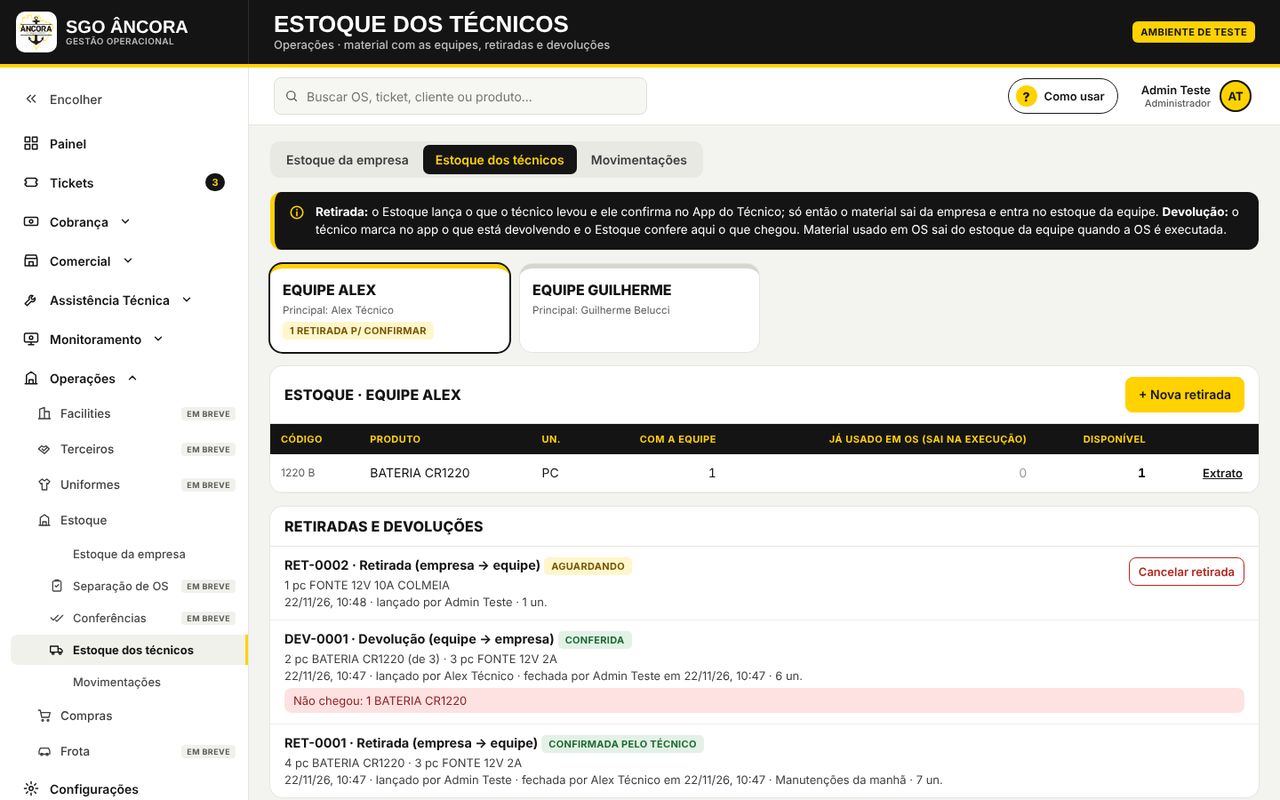 ÂNCORA
SGO ÂNCORA
GESTÃO OPERACIONAL
ESTOQUE DOS TÉCNICOS
Operações · material com as equipes, retiradas e devoluções
AMBIENTE DE TESTE
Encolher
Buscar OS, ticket, cliente ou produto...
? Como usar
Admin Teste
Administrador
AT
Painel
Tickets 3
Cobrança
Comercial
Assistência Técnica
Monitoramento
Operações
Facilities EM BREVE
Terceiros EM BREVE
Uniformes EM BREVE
Estoque
Estoque da empresa
Separação de OS EM BREVE
Conferências EM BREVE
Estoque dos técnicos
Movimentações
Compras
Frota EM BREVE
Configurações
Estoque da empresa Estoque dos técnicos Movimentações
Retirada: o Estoque lança o que o técnico levou e ele confirma no App do Técnico; só então o material sai da empresa e entra no estoque da equipe. Devolução: o
técnico marca no app o que está devolvendo e o Estoque confere aqui o que chegou. Material usado em OS sai do estoque da equipe quando a OS é executada.
EQUIPE ALEX
Principal: Alex Técnico
1 RETIRADA P/ CONFIRMAR
EQUIPE GUILHERME
Principal: Guilherme Belucci
ESTOQUE · EQUIPE ALEX
+ Nova retirada
CÓDIGO PRODUTO UN. COM A EQUIPE JÁ USADO EM OS (SAI NA EXECUÇÃO) DISPONÍVEL
1220 B BATERIA CR1220 PC 1 0 1 Extrato
RETIRADAS E DEVOLUÇÕES
RET-0002 · Retirada (empresa → equipe) AGUARDANDO
1 pc FONTE 12V 10A COLMEIA
22/11/26, 10:48 · lançado por Admin Teste · 1 un.
Cancelar retirada
DEV-0001 · Devolução (equipe → empresa) CONFERIDA
2 pc BATERIA CR1220 (de 3) · 3 pc FONTE 12V 2A
22/11/26, 10:47 · lançado por Alex Técnico · fechada por Admin Teste em 22/11/26, 10:47 · 6 un.
Não chegou: 1 BATERIA CR1220
RET-0001 · Retirada (empresa → equipe) CONFIRMADA PELO TÉCNICO
4 pc BATERIA CR1220 · 3 pc FONTE 12V 2A
22/11/26, 10:47 · lançado por Admin Teste · fechada por Alex Técnico em 22/11/26, 10:47 · Manutenções da manhã · 7 un.